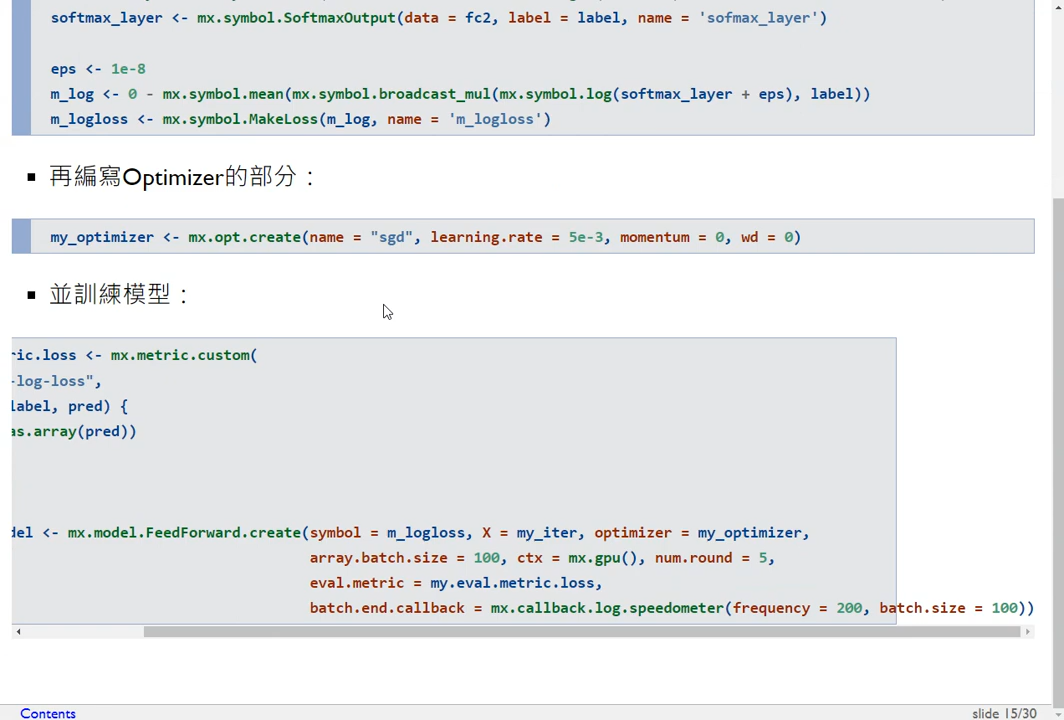 softmax_layer <- mx.symbol.SoftmaxOutput(data = fc2, label = label, name = 'sofmax_layer')
eps <- 1e-8
m_log <- 0 - mx.symbol.mean(mx.symbol.broadcast_mul(mx.symbol.log(softmax_layer + eps), label))
m_logloss <- mx.symbol.MakeLoss(m_log, name = 'm_logloss')
再編寫Optimizer的部分：
my_optimizer <- mx.opt.create(name = "sgd", learning.rate = 5e-3, momentum = 0, wd = 0)
並訓練模型：
ric.loss <- mx.metric.custom(
-log-loss",
label, pred) {
as.array(pred))
del <- mx.model.FeedForward.create(symbol = m_logloss, X = my_iter, optimizer = my_optimizer,
array.batch.size = 100, ctx = mx.gpu(), num.round = 5,
eval.metric = my.eval.metric.loss,
batch.end.callback = mx.callback.log.speedometer(frequency = 200, batch.size = 100))
Contents
slide 15/30